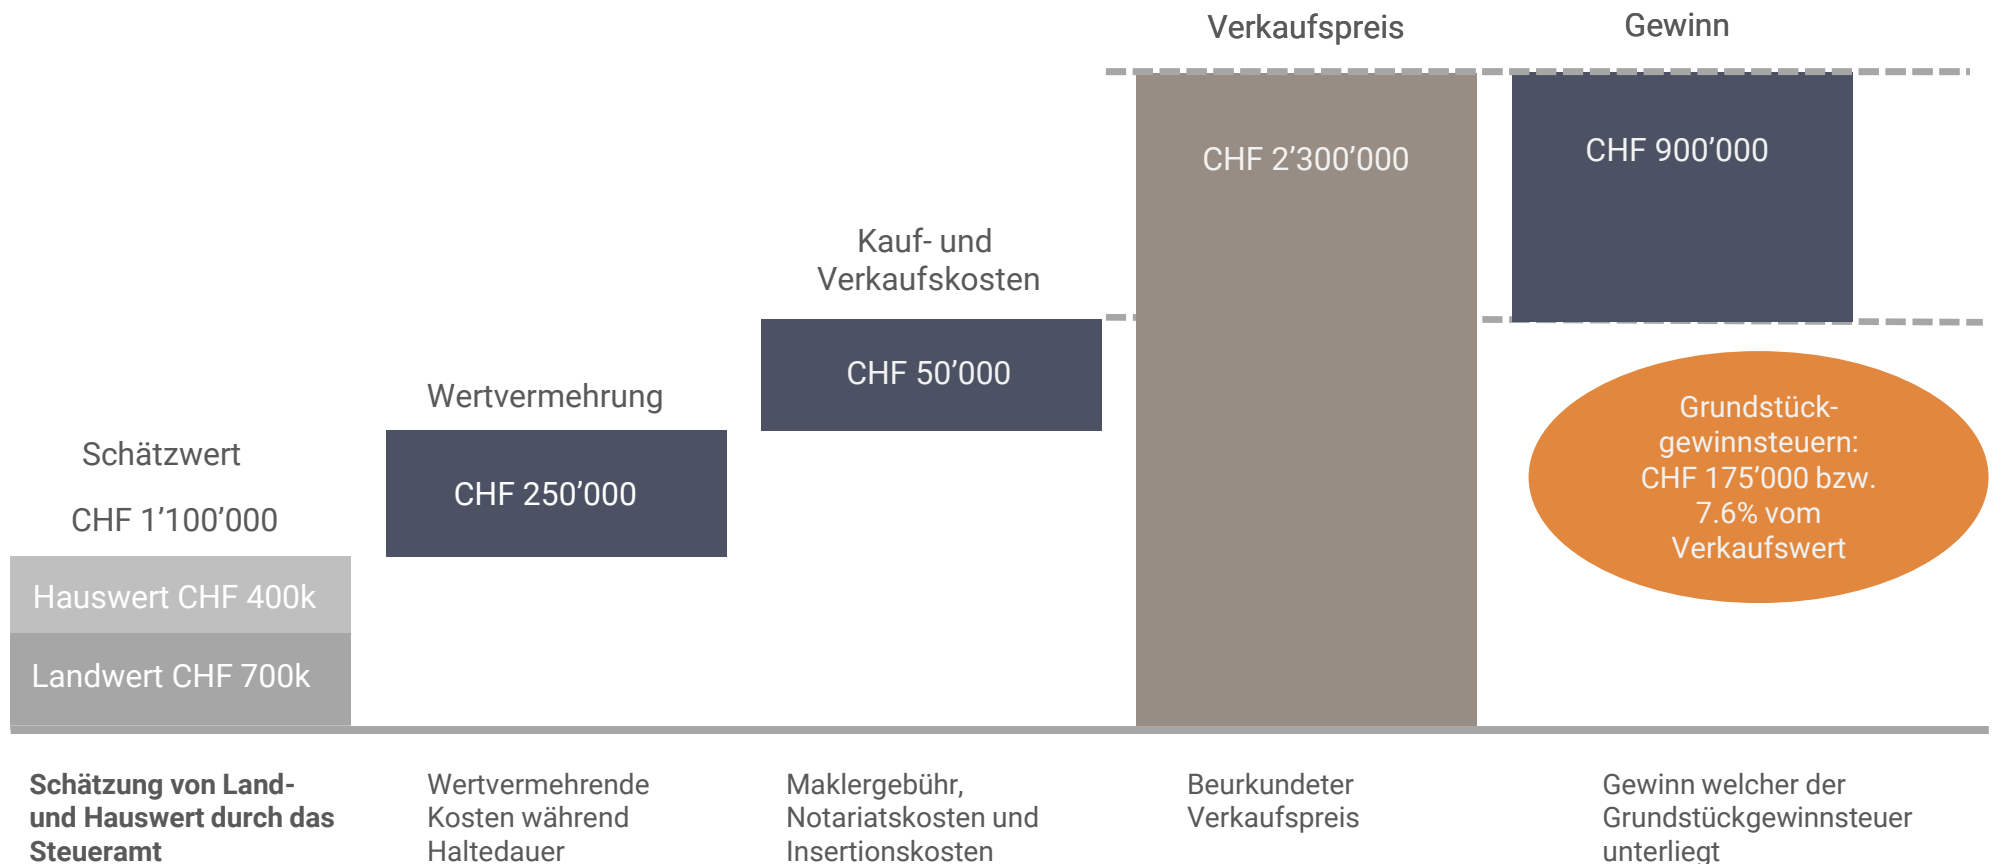 Verkaufspreis
Gewinn
CHF 2’300’000
CHF 900’000
Kauf- und
Verkaufskosten
CHF 50’000
Wertvermehrung
CHF 250’000
Schätzwert
CHF 1’100’000
Hauswert CHF 400k
Landwert CHF 700k
Grundstück-
gewinnsteuern:
CHF 175’000 bzw.
7.6% vom
Verkaufswert
Schätzung von Land-
und Hauswert durch das
Steueramt
Wertvermehrende
Kosten während
Haltedauer
Maklergebühr,
Notariatskosten und
Insertionskosten
Beurkundeter
Verkaufspreis
Gewinn welcher der
Grundstückgewinnsteuer
unterliegt